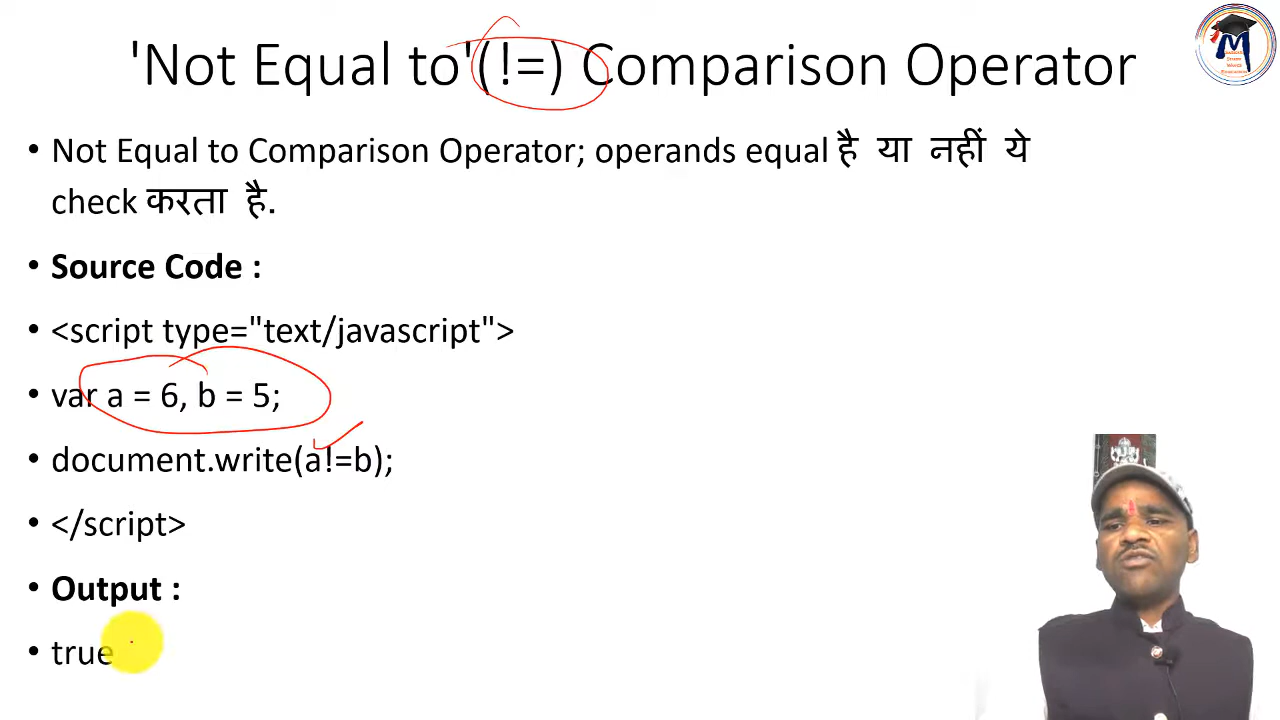 'Not Equal to'(!=) Comparison Operator
• Not Equal to Comparison Operator; operands equal है या नहीं ये
check करता है.
• Source Code :
• <script type="text/javascript">
• var a = 6, b = 5;
• document.write(a!=b);
• </script>
• Output :
• true